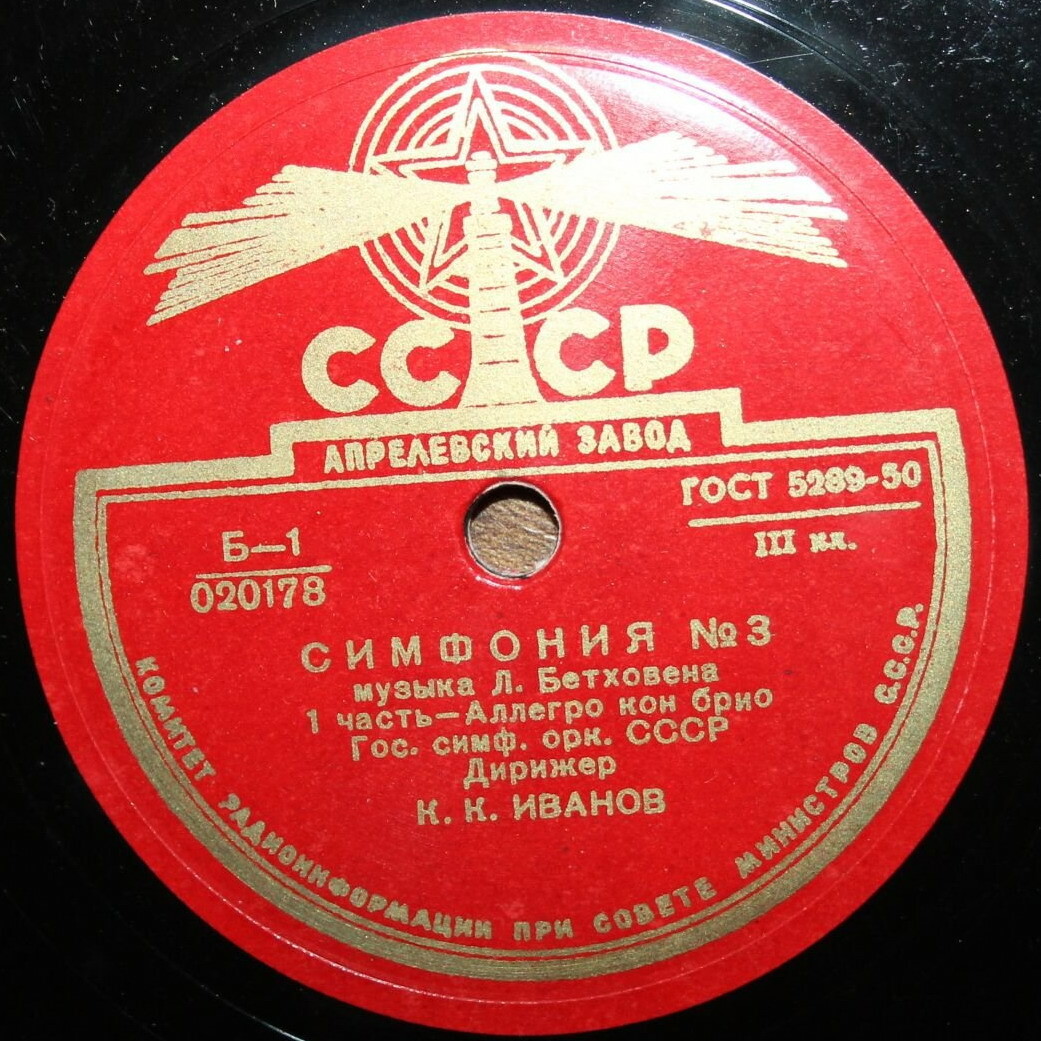 СССР
АПРЕЛЕВСКИЙ ЗАВОД
ГОСТ 5289-50
III кл.
Б-1
020178
СИМФОНИЯ №3
музыка Л. Бетховена
1 часть—Аллегро кон брио
Гос. симф. орк. СССР
Дирижер
К. К. ИВАНОВ
КОМИТЕТ РАДИОИНФОРМАЦИИ ПРИ СОВЕТЕ МИНИСТРОВ С.С.С.Р.